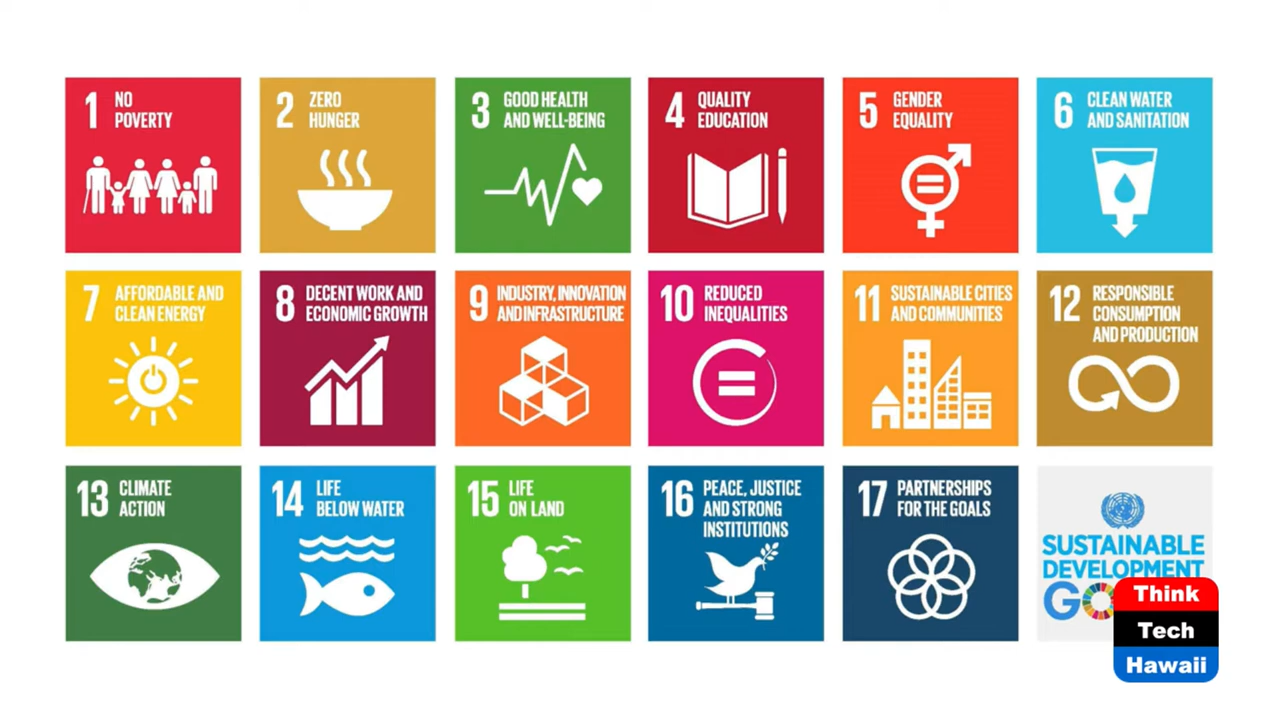 1 NO
POVERTY
2 ZERO
HUNGER
3 GOOD HEALTH
AND WELL-BEING
4 QUALITY
EDUCATION
5 GENDER
EQUALITY
6 CLEAN WATER
AND SANITATION
7 AFFORDABLE AND
CLEAN ENERGY
8 DECENT WORK AND
ECONOMIC GROWTH
9 INDUSTRY, INNOVATION
AND INFRASTRUCTURE
10 REDUCED
INEQUALITIES
11 SUSTAINABLE CITIES
AND COMMUNITIES
12 RESPONSIBLE
CONSUMPTION
AND PRODUCTION
13 CLIMATE
ACTION
14 LIFE
BELOW WATER
15 LIFE
ON LAND
16 PEACE, JUSTICE
AND STRONG
INSTITUTIONS
17 PARTNERSHIPS
FOR THE GOALS
SUSTAINABLE
DEVELOPMENT
Think
Tech
Hawaii